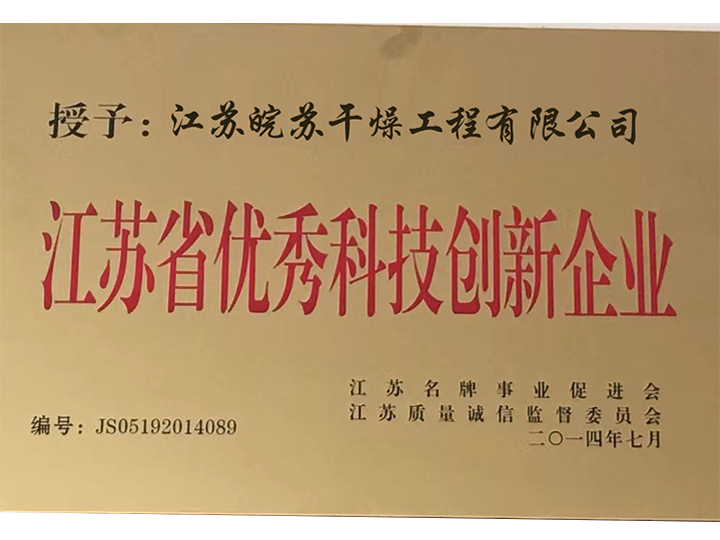 授予：江苏皖苏干燥工程有限公司
江苏省优秀科技创新企业
江苏名牌事业促进会
江苏质量诚信监督委员会
编号：JS05192014089
二〇一四年七月